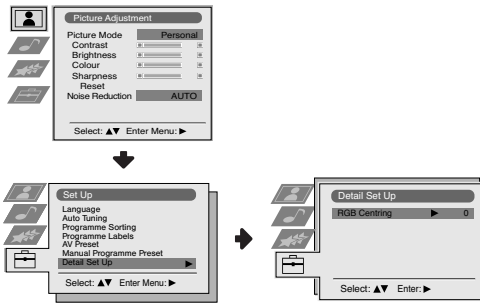 Picture Adjustment
Picture Mode Personal
Contrast
Brightness
Colour
Sharpness
Reset
Noise Reduction AUTO
Select: ▲▼ Enter Menu: ▶
Set Up
Language
Auto Tuning
Programme Sorting
Programme Labels
AV Preset
Manual Programme Preset
Detail Set Up ▶
Select: ▲▼ Enter Menu: ▶
Detail Set Up
RGB Centring ▶ 0
Select: ▲▼ Enter: ▶